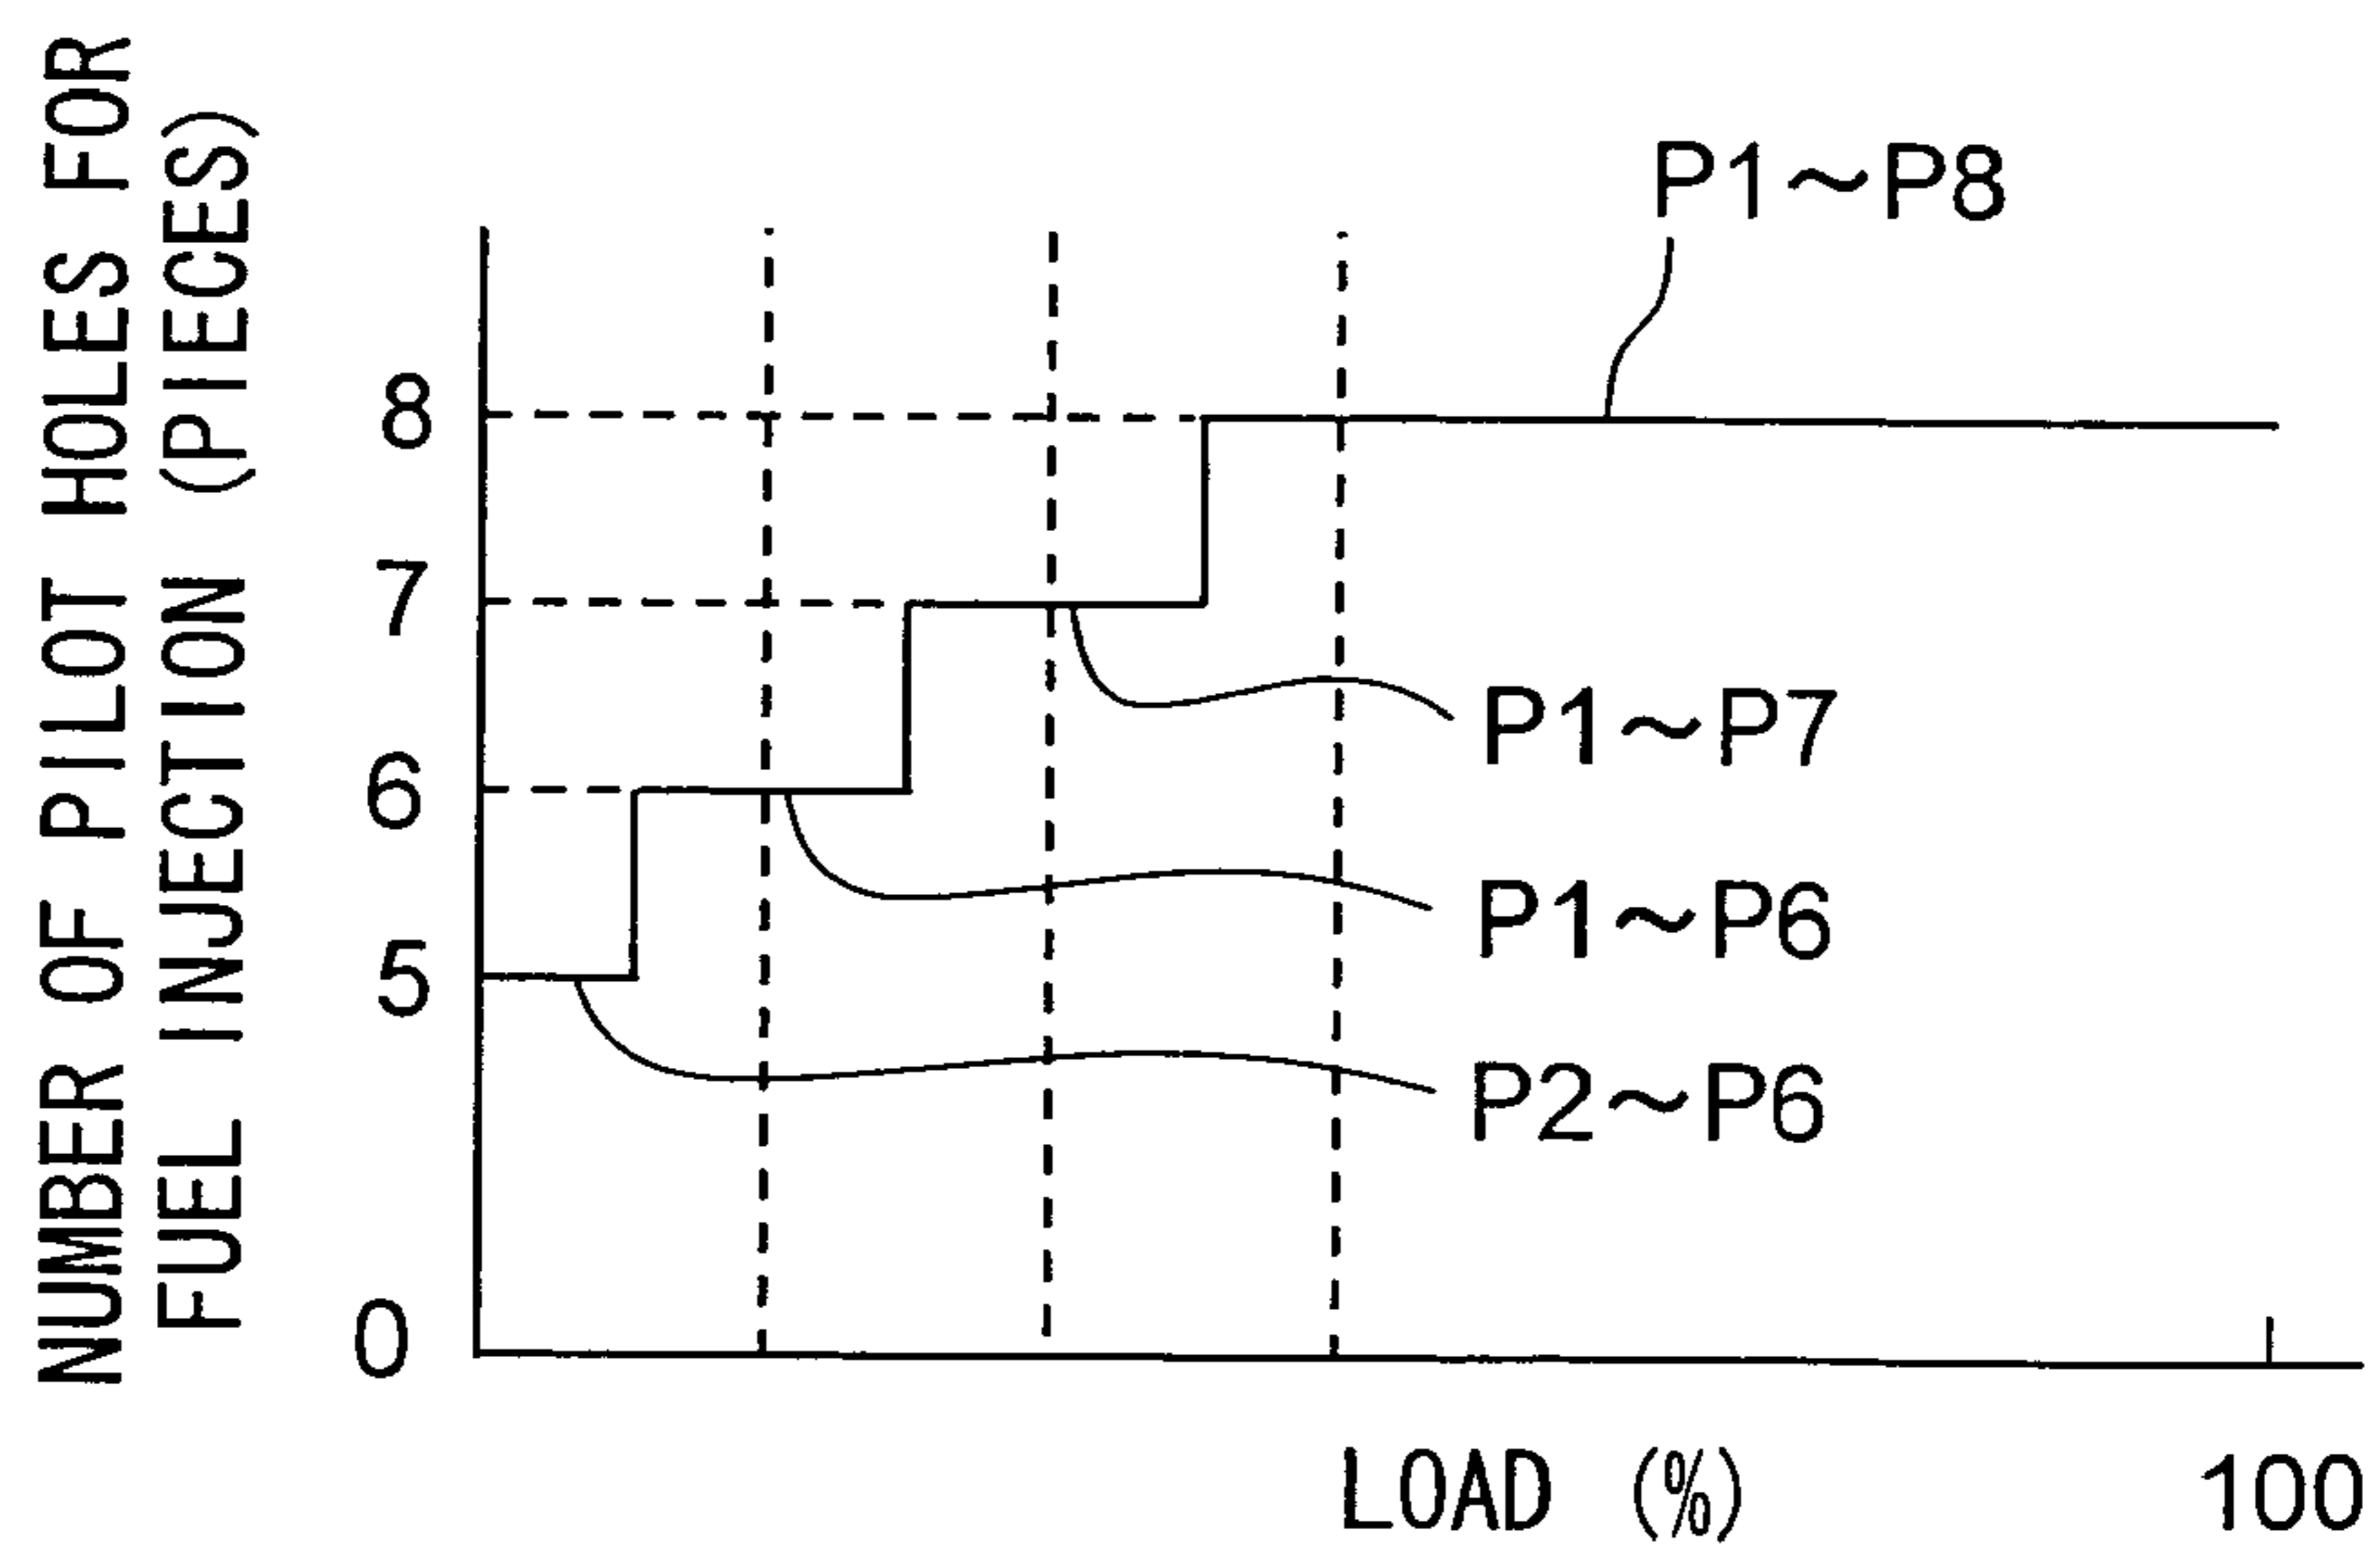 NUMBER OF PILOT HOLES FOR
FUEL INJECTION (PIECES)
P1~P8
8
7
P1~P7
6
P1~P6
5
P2~P6
0
LOAD (%)
100